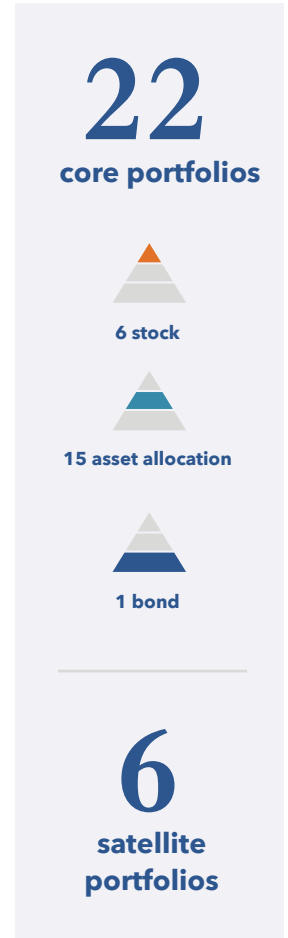 22
core portfolios
6 stock
15 asset allocation
1 bond
6
satellite
portfolios